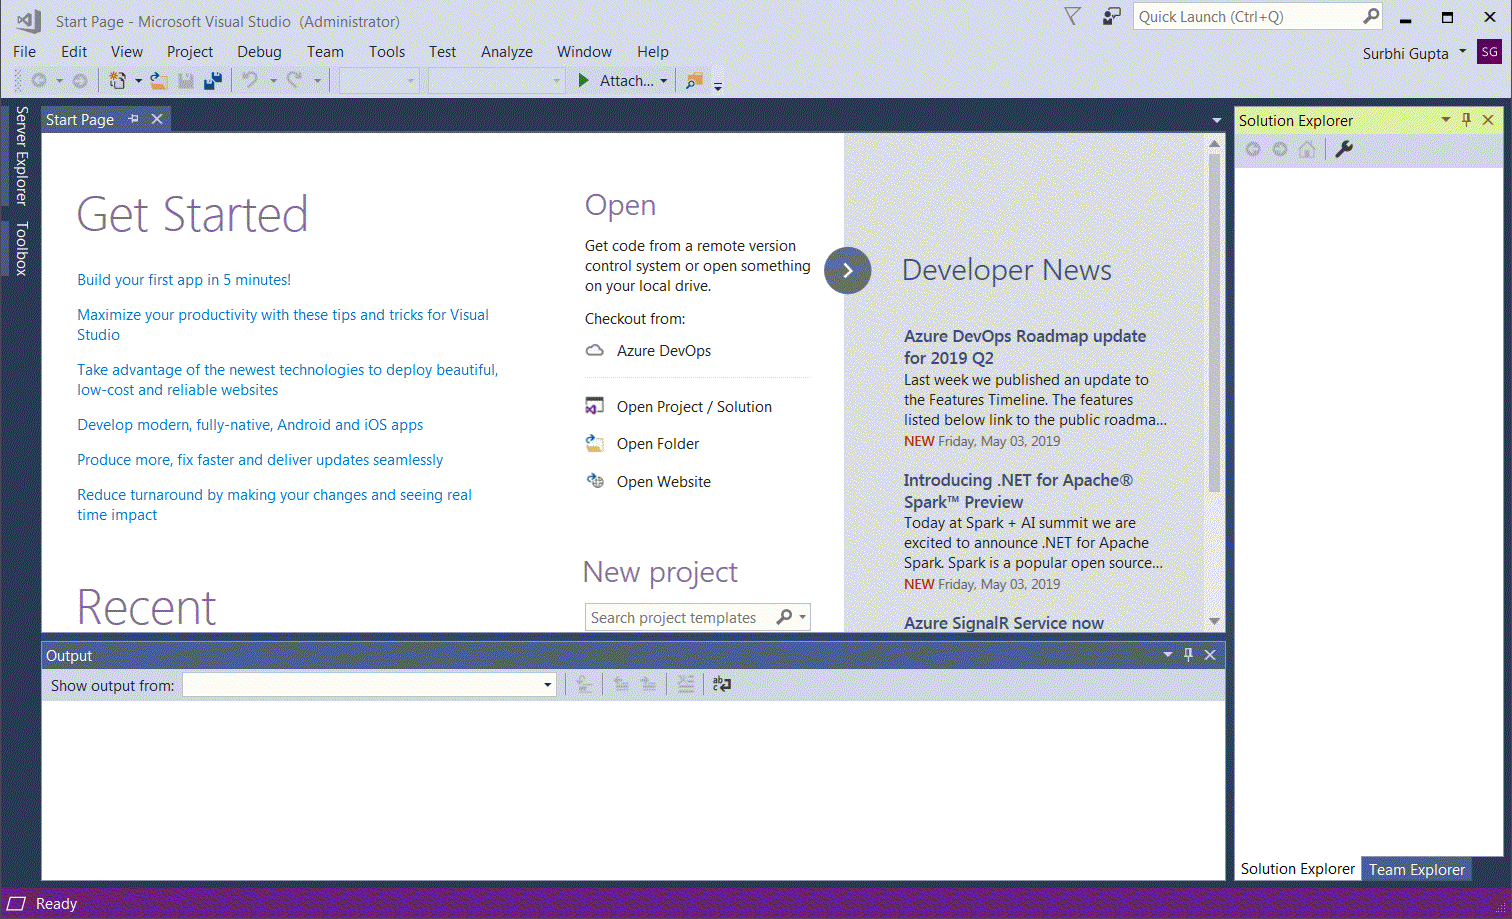 Start Page - Microsoft Visual Studio (Administrator)
Quick Launch (Ctrl+Q)
File Edit View Project Debug Team Tools Test Analyze Window Help
Surbhi Gupta SG
Attach...
Server Explorer
Toolbox
Start Page
Get Started
Build your first app in 5 minutes!
Maximize your productivity with these tips and tricks for Visual
Studio
Take advantage of the newest technologies to deploy beautiful,
low-cost and reliable websites
Develop modern, fully-native, Android and iOS apps
Produce more, fix faster and deliver updates seamlessly
Reduce turnaround by making your changes and seeing real
time impact
Recent
Open
Get code from a remote version
control system or open something
on your local drive.
Checkout from:
Azure DevOps
Open Project / Solution
Open Folder
Open Website
New project
Search project templates
Developer News
Azure DevOps Roadmap update
for 2019 Q2
Last week we published an update to
the Features Timeline. The features
listed below link to the public roadma...
NEW Friday, May 03, 2019
Introducing .NET for Apache®
Spark™ Preview
Today at Spark + AI summit we are
excited to announce .NET for Apache
Spark. Spark is a popular open source...
NEW Friday, May 03, 2019
Azure SignalR Service now
Solution Explorer
Output
Show output from:
Solution Explorer Team Explorer
Ready